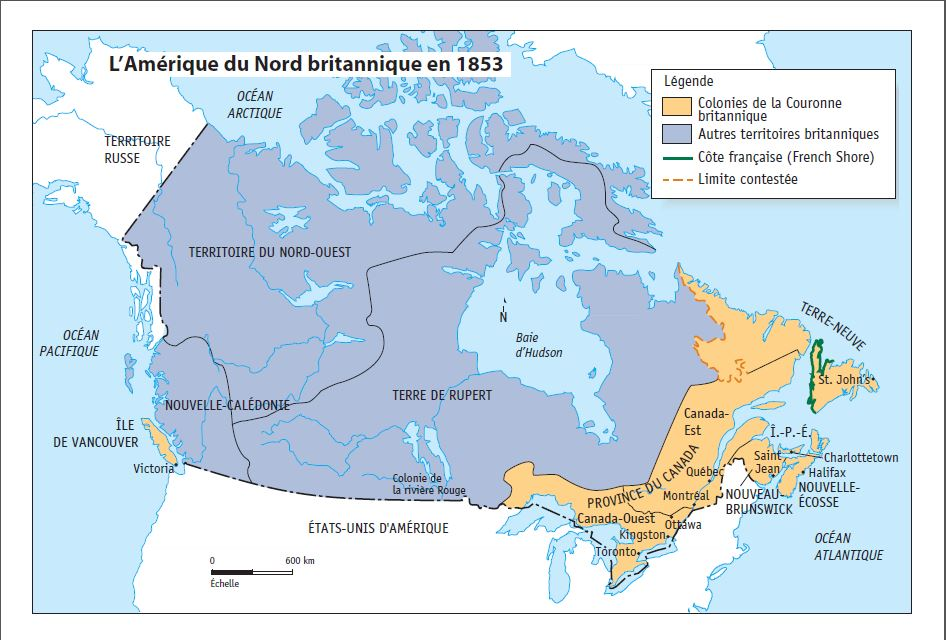 L'Amérique du Nord britannique en 1853
Légende
Colonies de la Couronne
britannique
Autres territoires britanniques
Côte française (French Shore)
Limite contestée
OCÉAN
ARCTIQUE
TERRITOIRE
RUSSE
TERRITOIRE DU NORD-OUEST
N
OCÉAN
PACIFIQUE
Baie
d'Hudson
TERRE-NEUVE
St. John's
NOUVELLE-CALÉDONIE
TERRE DE RUPERT
ÎLE
DE VANCOUVER
Victoria
Canada-
Est
Î.-P.-É.
Charlottetown
Saint
Jean
Halifax
NOUVELLE-
ÉCOSSE
NOUVEAU-
BRUNSWICK
Colonie de
la rivière Rouge
PROVINCE DU CANADA
Québec
Montréal
Canada-Ouest
Ottawa
Kingston
Toronto
ÉTATS-UNIS D'AMÉRIQUE
OCÉAN
ATLANTIQUE
0 600 km
Échelle